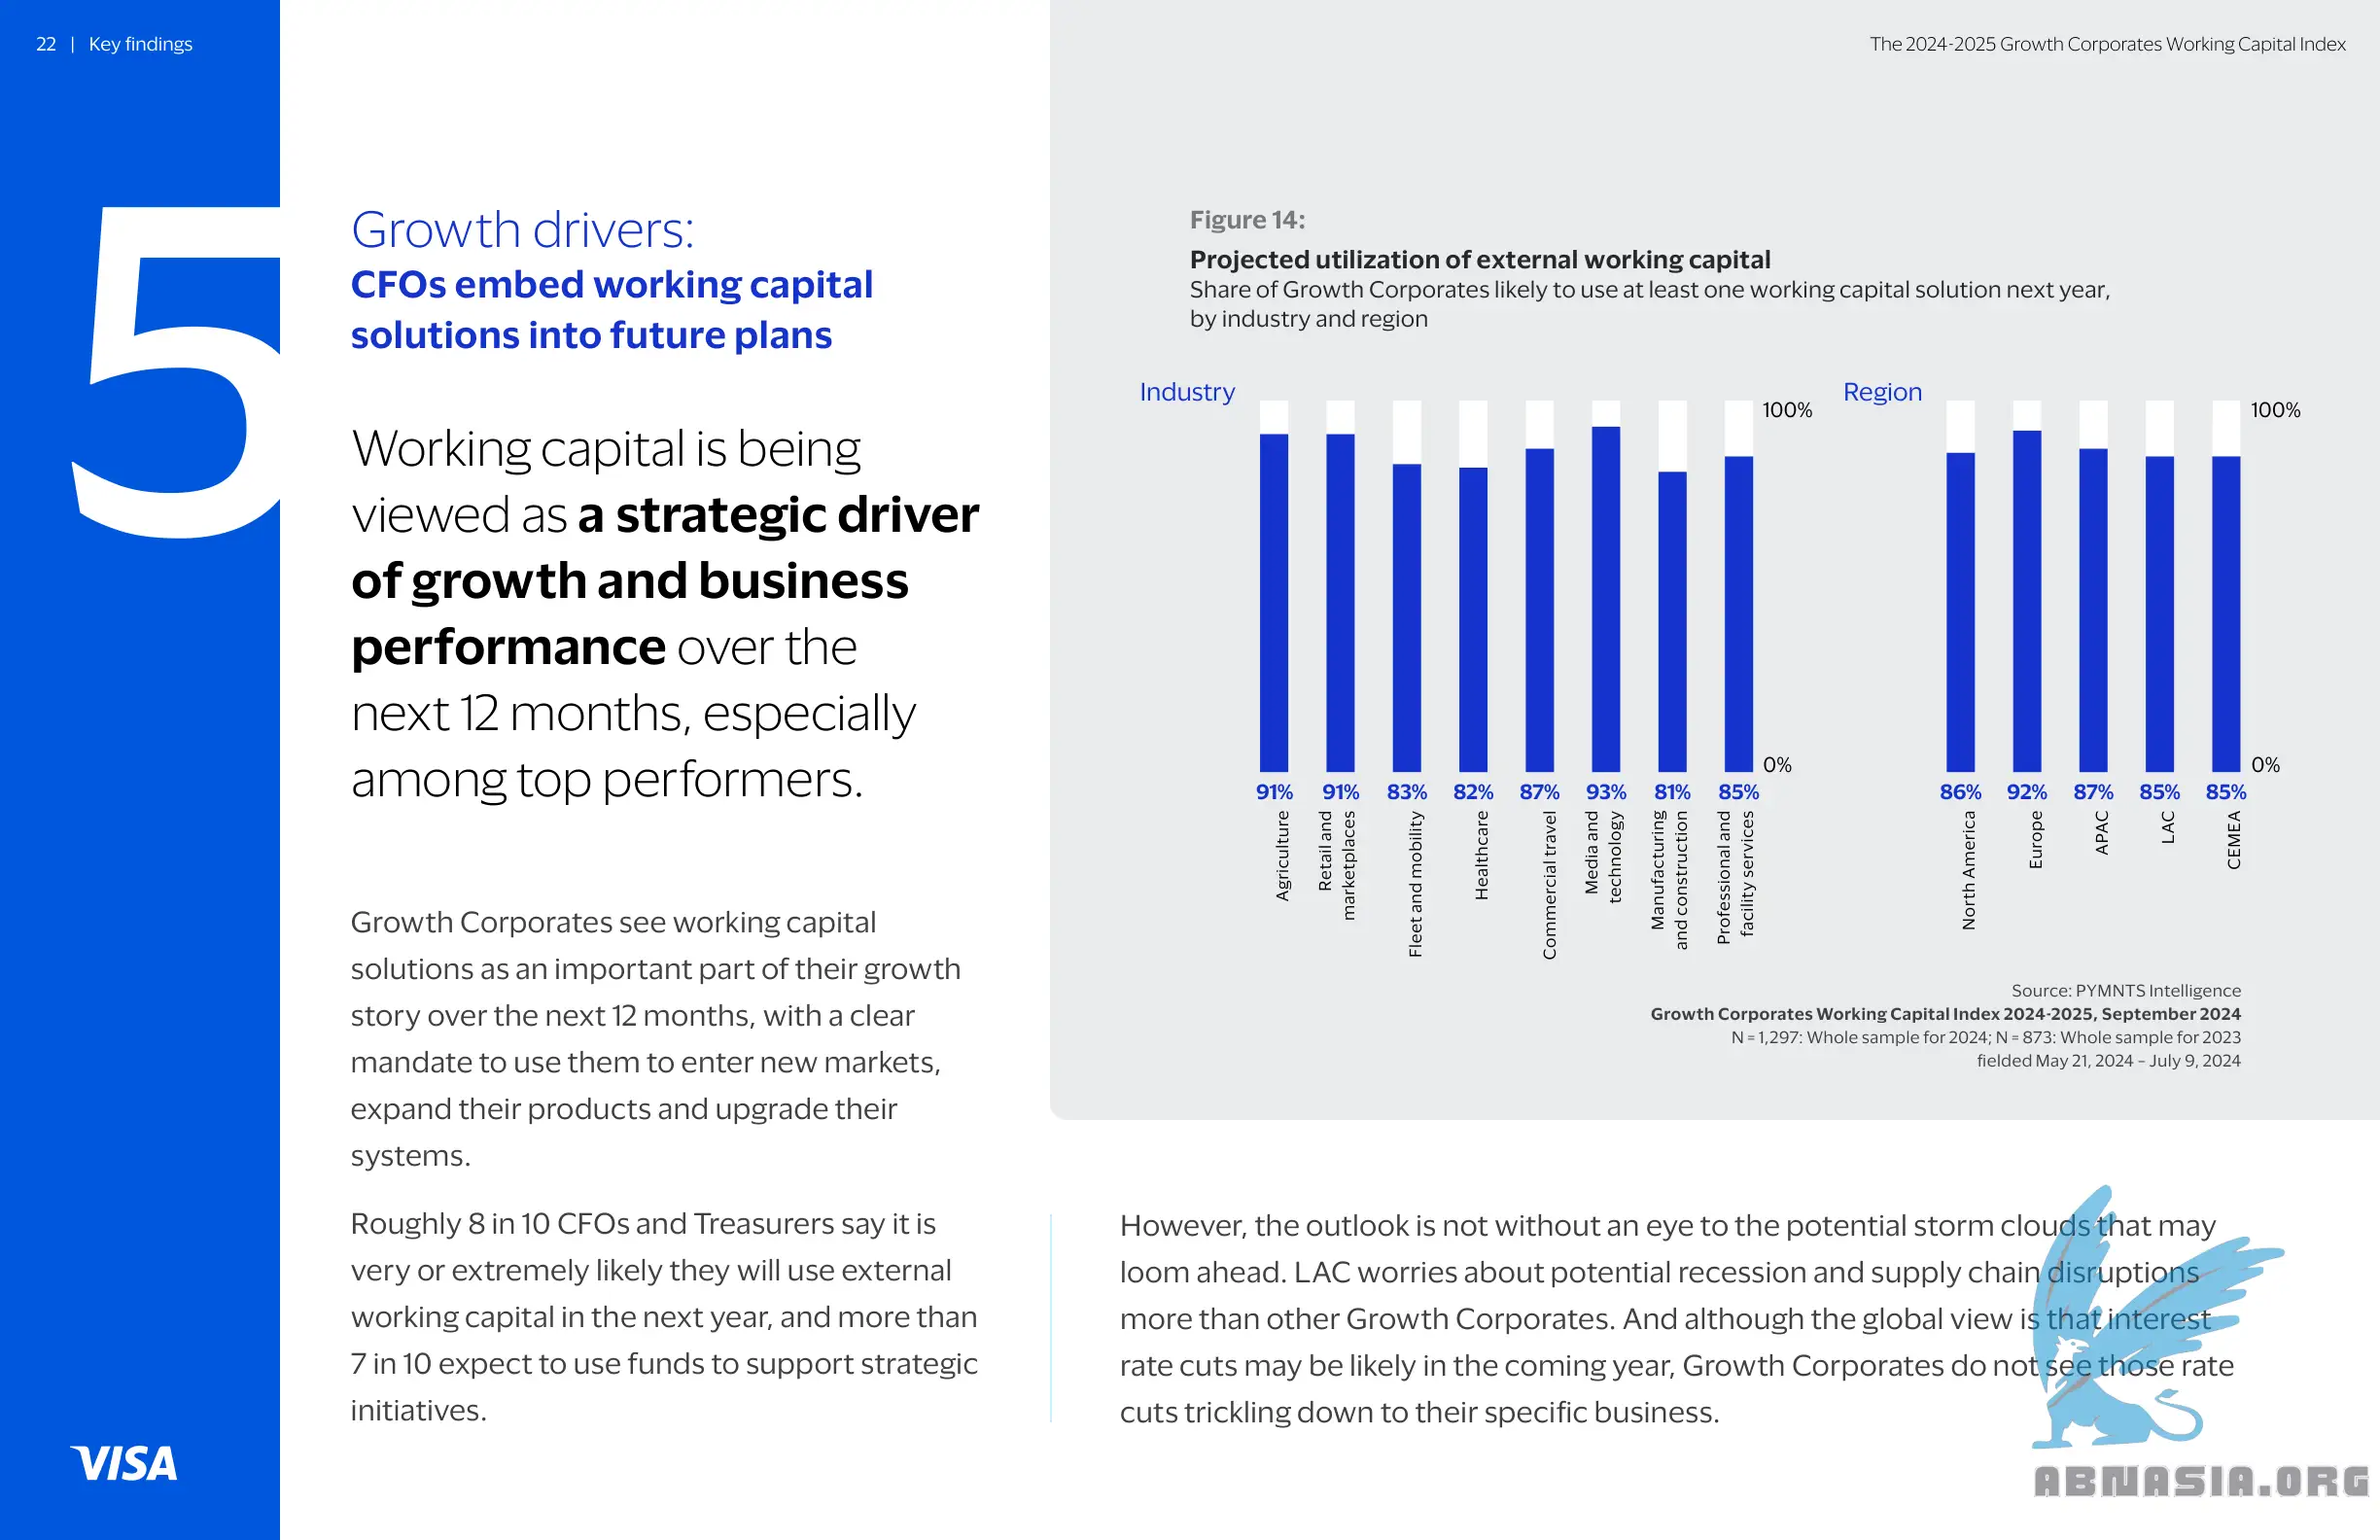 22 | Key findings
The 2024-2025 Growth Corporates Working Capital Index
5
Growth drivers:
CFOs embed working capital
solutions into future plans
Working capital is being
viewed as a strategic driver
of growth and business
performance over the
next 12 months, especially
among top performers.
Growth Corporates see working capital
solutions as an important part of their growth
story over the next 12 months, with a clear
mandate to use them to enter new markets,
expand their products and upgrade their
systems.
Roughly 8 in 10 CFOs and Treasurers say it is
very or extremely likely they will use external
working capital in the next year, and more than
7 in 10 expect to use funds to support strategic
initiatives.
Figure 14:
Projected utilization of external working capital
Share of Growth Corporates likely to use at least one working capital solution next year,
by industry and region
Industry
100%
0%
91% 91% 83% 82% 87% 93% 81% 85%
Agriculture
Retail and
marketplaces
Fleet and mobility
Healthcare
Commercial travel
Media and
technology
Manufacturing
and construction
Professional and
facility services
Region
100%
0%
86% 92% 87% 85% 85%
North America
Europe
APAC
LAC
CEMEA
Source: PYMNTS Intelligence
Growth Corporates Working Capital Index 2024-2025, September 2024
N = 1,297: Whole sample for 2024; N = 873: Whole sample for 2023
fielded May 21, 2024 – July 9, 2024
However, the outlook is not without an eye to the potential storm clouds that may
loom ahead. LAC worries about potential recession and supply chain disruptions
more than other Growth Corporates. And although the global view is that interest
rate cuts may be likely in the coming year, Growth Corporates do not see those rate
cuts trickling down to their specific business.
VISA
ABNASIA.ORG